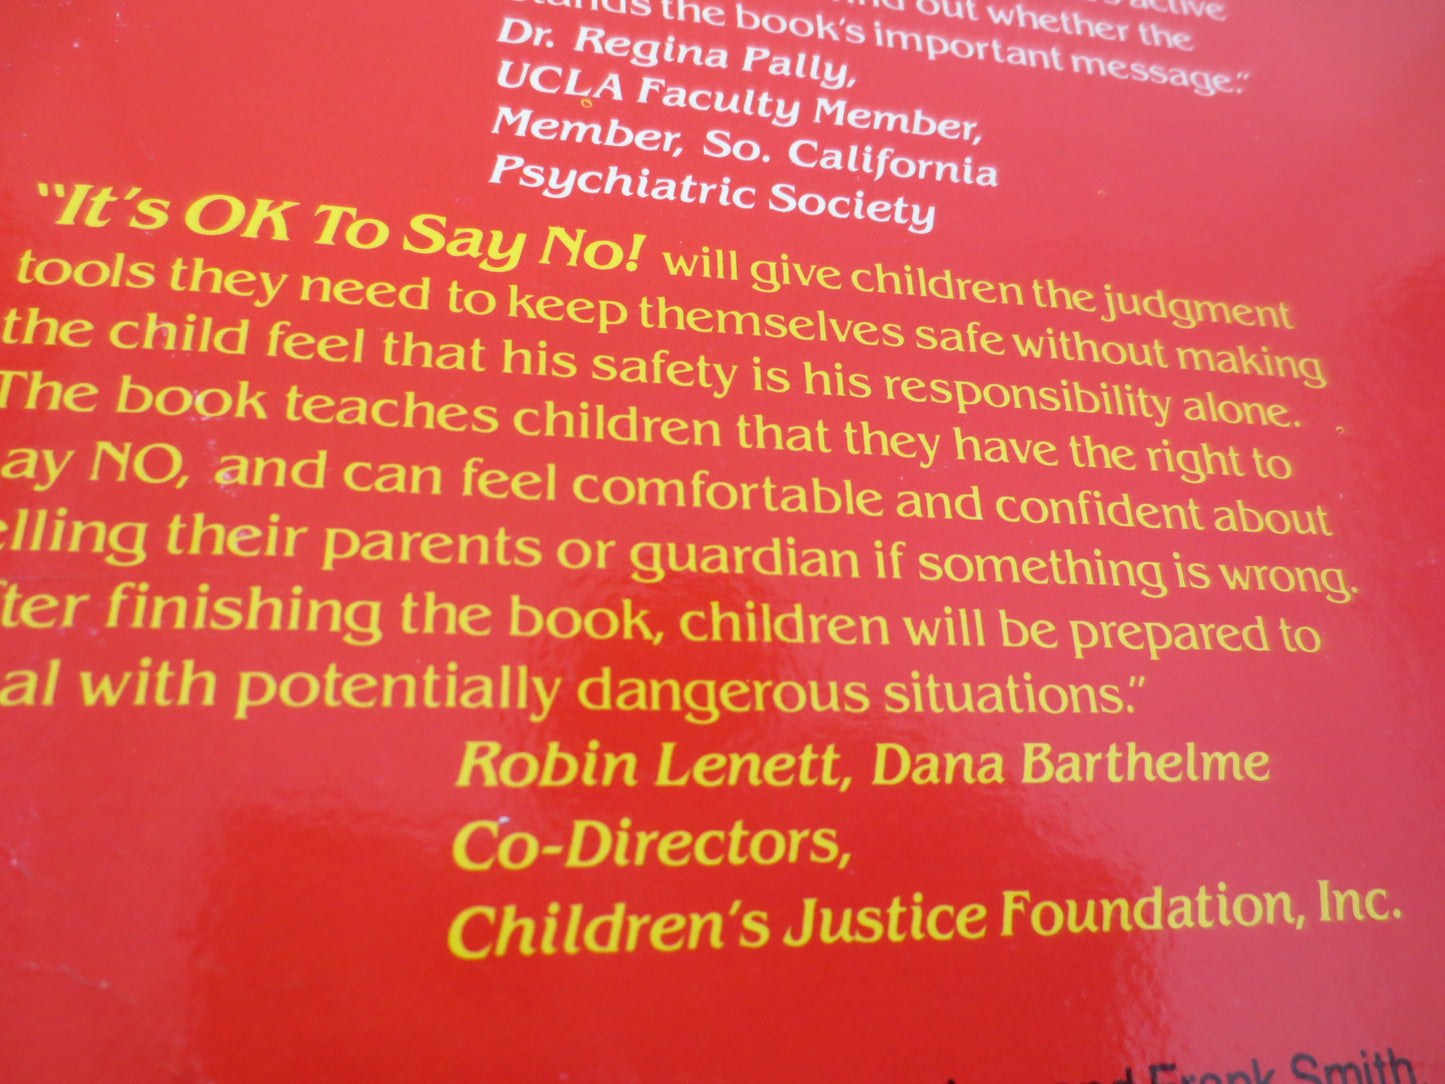 active
out whether the
the book's important message."
Dr. Regina Pally,
UCLA Faculty Member,
Member, So. California
Psychiatric Society
"It's OK To Say No! will give children the judgment
tools they need to keep themselves safe without making
the child feel that his safety is his responsibility alone.
The book teaches children that they have the right to
ay NO, and can feel comfortable and confident about
elling their parents or guardian if something is wrong.
fter finishing the book, children will be prepared to
al with potentially dangerous situations."
Robin Lenett, Dana Barthelme
Co-Directors,
Children's Justice Foundation, Inc.
and Frank Smith